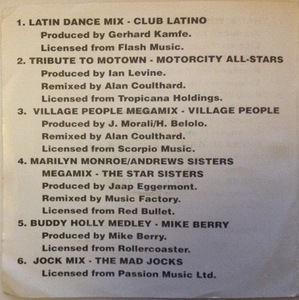 1. LATIN DANCE MIX - CLUB LATINO
Produced by Gerhard Kamfe.
Licensed from Flash Music.
2. TRIBUTE TO MOTOWN - MOTORCITY ALL-STARS
Produced by Ian Levine.
Remixed by Alan Coulthard.
Licensed from Tropicana Holdings.
3. VILLAGE PEOPLE MEGAMIX - VILLAGE PEOPLE
Produced by J. Morali/H. Belolo.
Remixed by Alan Coulthard.
Licensed from Scorpio Music.
4. MARILYN MONROE/ANDREWS SISTERS
MEGAMIX - THE STAR SISTERS
Produced by Jaap Eggermont.
Remixed by Music Factory.
Licensed from Red Bullet.
5. BUDDY HOLLY MEDLEY - MIKE BERRY
Produced by Mike Berry.
Licensed from Rollercoaster.
6. JOCK MIX - THE MAD JOCKS
Licensed from Passion Music Ltd.